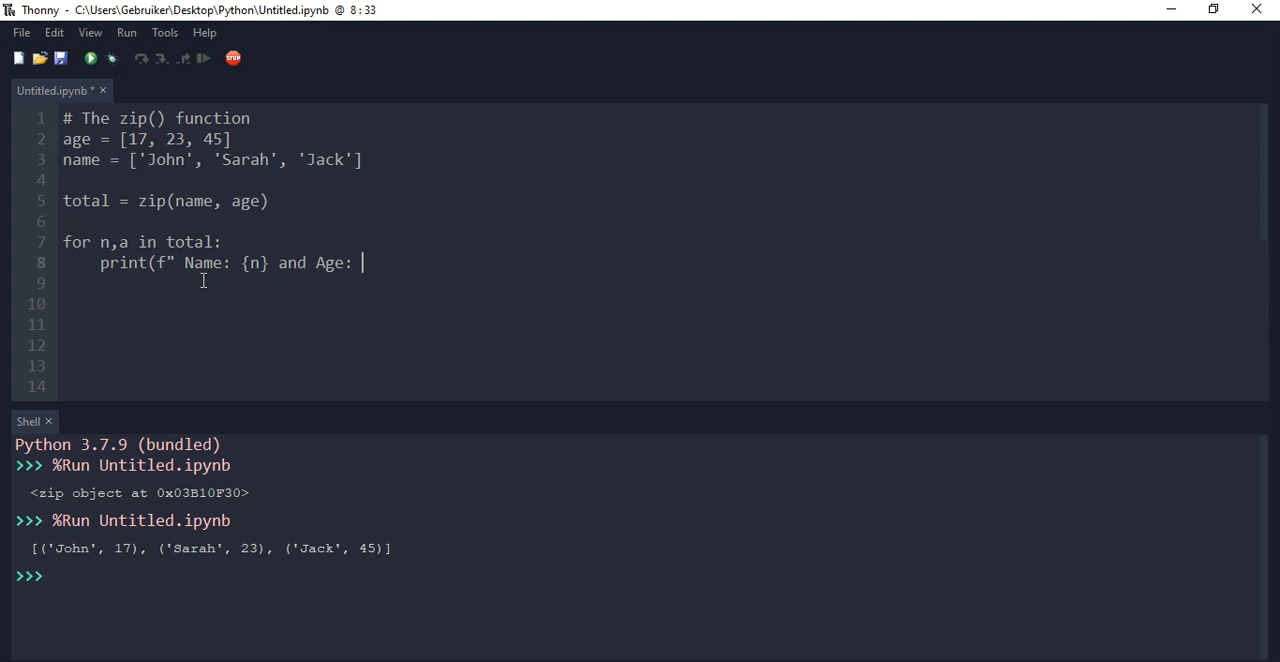 Thonny - C:\Users\Gebruiker\Desktop\Python\Untitled.ipynb @ 8:33
File Edit View Run Tools Help
STOP
Untitled.ipynb * ×
1 # The zip() function
2 age = [17, 23, 45]
3 name = ['John', 'Sarah', 'Jack']
4
5 total = zip(name, age)
6
7 for n,a in total:
8     print(f" Name: {n} and Age:
9
10
11
12
13
14
Shell ×
Python 3.7.9 (bundled)
>>> %Run Untitled.ipynb
<zip object at 0x03B10F30>
>>> %Run Untitled.ipynb
[('John', 17), ('Sarah', 23), ('Jack', 45)]
>>>